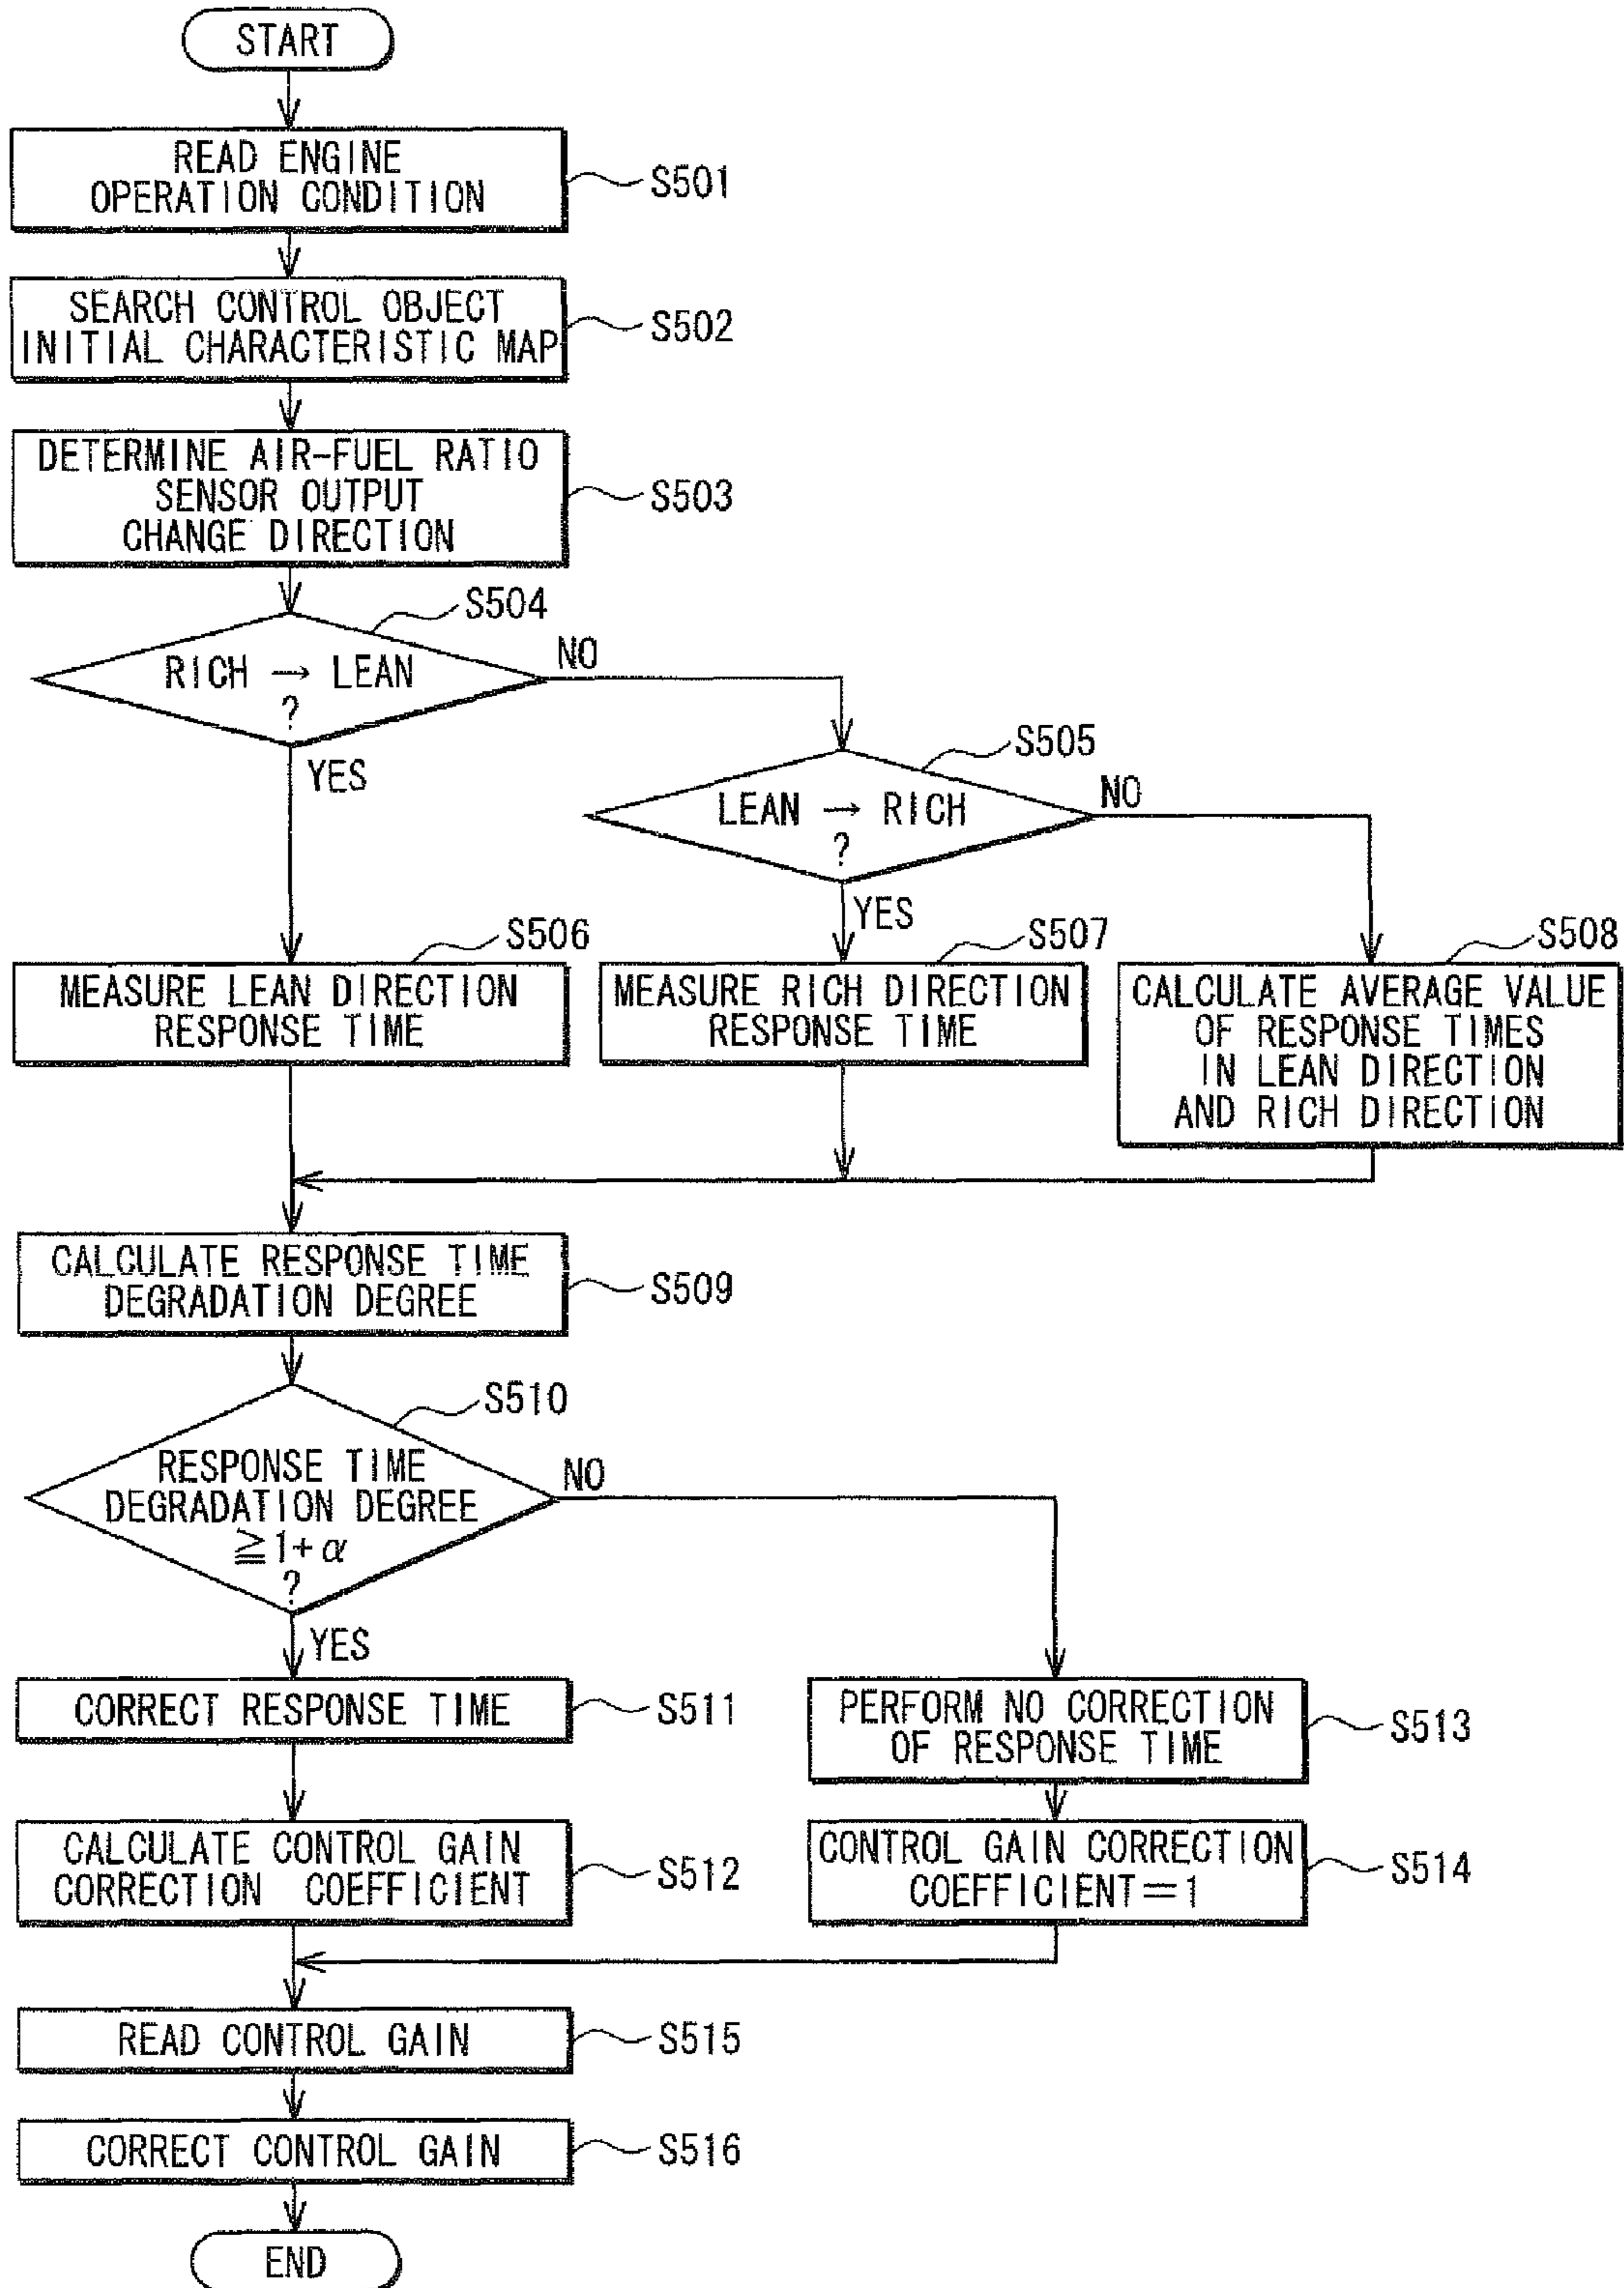 START
READ ENGINE
OPERATION CONDITION
S501
SEARCH CONTROL OBJECT
INITIAL CHARACTERISTIC MAP
S502
DETERMINE AIR-FUEL RATIO
SENSOR OUTPUT
CHANGE DIRECTION
S503
S504
RICH → LEAN
?
NO
YES
S505
LEAN → RICH
?
NO
YES
S506
MEASURE LEAN DIRECTION
RESPONSE TIME
S507
MEASURE RICH DIRECTION
RESPONSE TIME
S508
CALCULATE AVERAGE VALUE
OF RESPONSE TIMES
IN LEAN DIRECTION
AND RICH DIRECTION
CALCULATE RESPONSE TIME
DEGRADATION DEGREE
S509
S510
RESPONSE TIME
DEGRADATION DEGREE
≧1+α
?
NO
YES
CORRECT RESPONSE TIME
S511
PERFORM NO CORRECTION
OF RESPONSE TIME
S513
CALCULATE CONTROL GAIN
CORRECTION COEFFICIENT
S512
CONTROL GAIN CORRECTION
COEFFICIENT=1
S514
READ CONTROL GAIN
S515
CORRECT CONTROL GAIN
S516
END